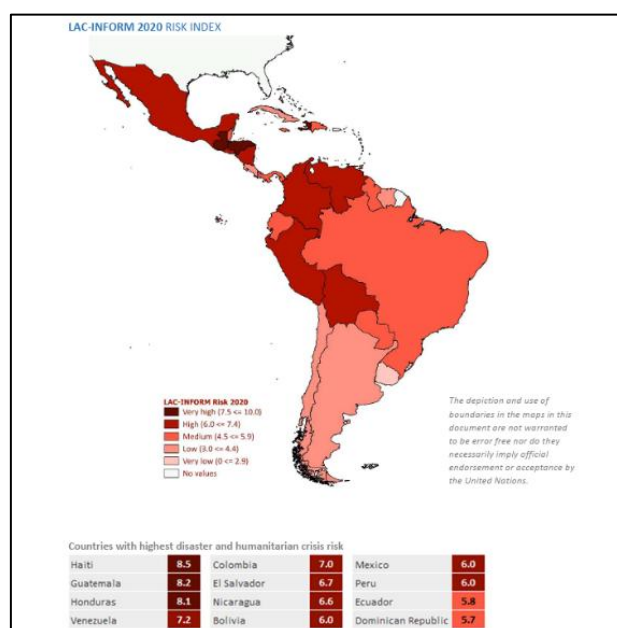 LAC-INFORM 2020 RISK INDEX
LAC-INFORM Risk 2020
Very high (7.5 <= 10.0)
High (6.0 <= 7.4)
Medium (4.5 <= 5.9)
Low (3.0 <= 4.4)
Very low (0 <= 2.9)
No values
The depiction and use of
boundaries in the maps in this
document are not warranted
to be error free nor do they
necessarily imply official
endorsement or acceptance by
the United Nations.
Countries with highest disaster and humanitarian crisis risk
Haiti 8.5 Colombia 7.0 Mexico 6.0
Guatemala 8.2 El Salvador 6.7 Peru 6.0
Honduras 8.1 Nicaragua 6.6 Ecuador 5.8
Venezuela 7.2 Bolivia 6.0 Dominican Republic 5.7